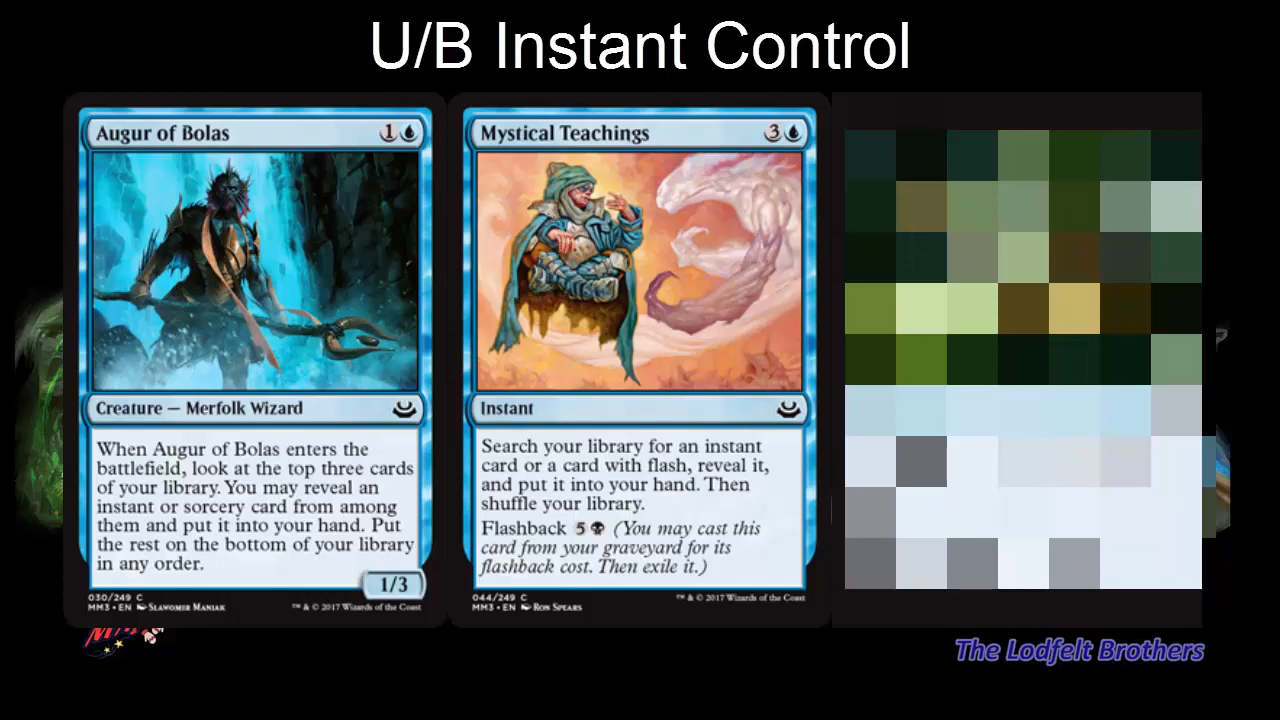 U/B Instant Control
Augur of Bolas
1
Creature — Merfolk Wizard
When Augur of Bolas enters the
battlefield, look at the top three cards
of your library. You may reveal an
instant or sorcery card from among
them and put it into your hand. Put
the rest on the bottom of your library
in any order.
1/3
030/249 C
MM3 • EN Slawomir Maniak
™ & © 2017 Wizards of the Coast
Mystical Teachings
3
Instant
Search your library for an instant
card or a card with flash, reveal it,
and put it into your hand. Then
shuffle your library.
Flashback 5 (You may cast this
card from your graveyard for its
flashback cost. Then exile it.)
044/249 C
MM3 • EN Ron Spears
™ & © 2017 Wizards of the Coast
The Lodfelt Brothers